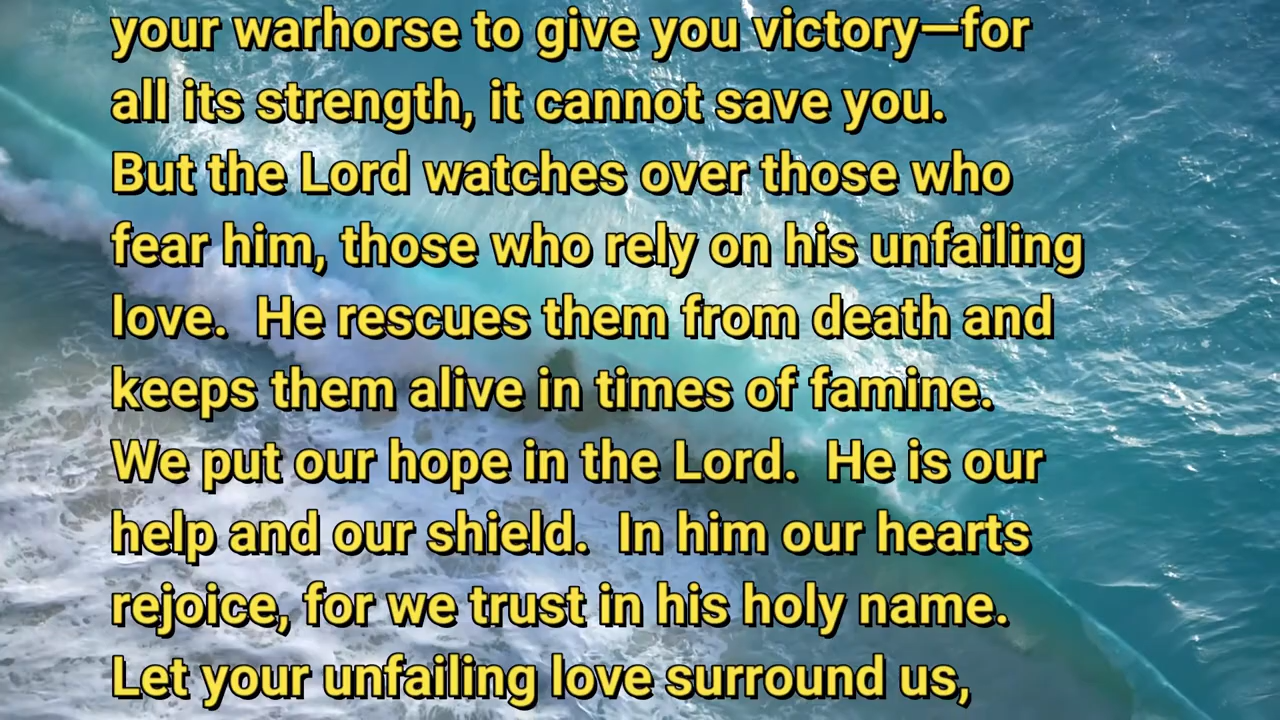 your warhorse to give you victory—for
all its strength, it cannot save you.
But the Lord watches over those who
fear him, those who rely on his unfailing
love.  He rescues them from death and
keeps them alive in times of famine.
We put our hope in the Lord.  He is our
help and our shield.  In him our hearts
rejoice, for we trust in his holy name.
Let your unfailing love surround us,